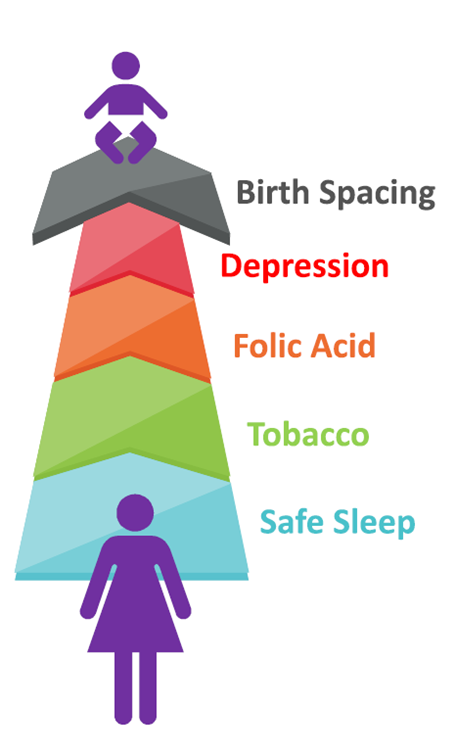 Birth Spacing
Depression
Folic Acid
Tobacco
Safe Sleep